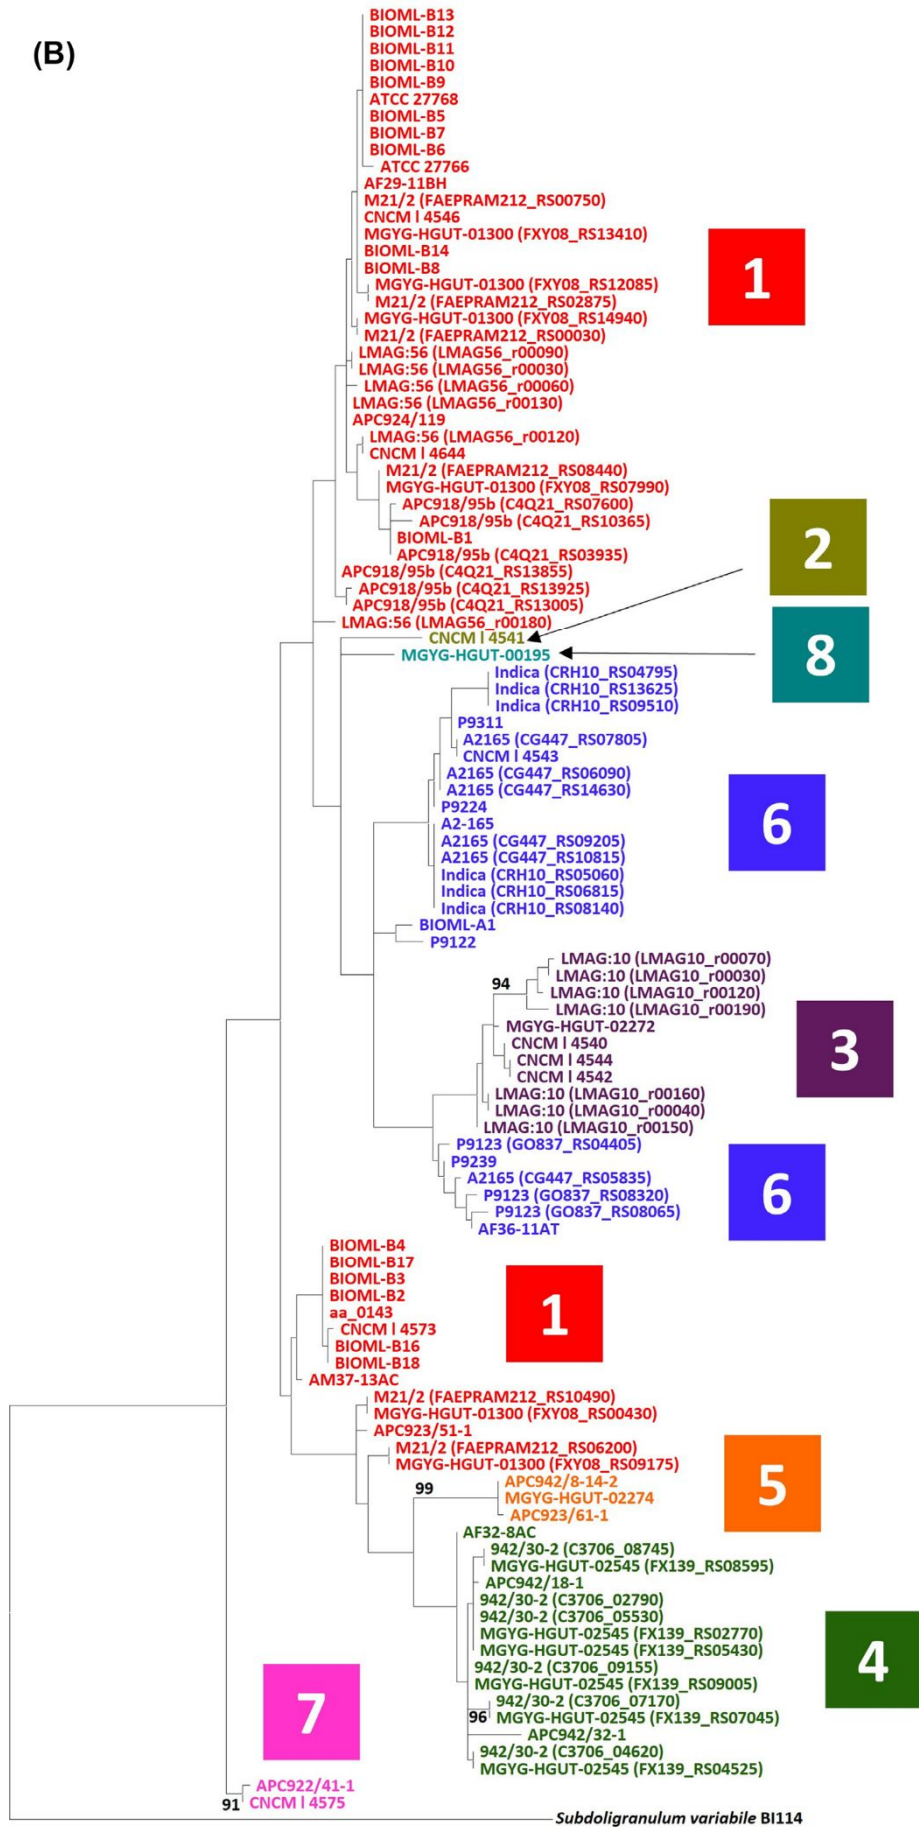 (B)
BIOML-B13
BIOML-B12
BIOML-B11
BIOML-B10
BIOML-B9
ATCC 27768
BIOML-B5
BIOML-B7
BIOML-B6
ATCC 27766
AF29-11BH
M21/2 (FAEPRAM212_RS00750)
CNCM I 4546
MGYG-HGUT-01300 (FXY08_RS13410)
BIOML-B14
BIOML-B8
MGYG-HGUT-01300 (FXY08_RS12085)
M21/2 (FAEPRAM212_RS02875)
MGYG-HGUT-01300 (FXY08_RS14940)
M21/2 (FAEPRAM212_RS00030)
1
LMAG:56 (LMAG56_r00090)
LMAG:56 (LMAG56_r00030)
LMAG:56 (LMAG56_r00060)
LMAG:56 (LMAG56_r00130)
APC924/119
LMAG:56 (LMAG56_r00120)
CNCM I 4644
M21/2 (FAEPRAM212_RS08440)
MGYG-HGUT-01300 (FXY08_RS07990)
APC918/95b (C4Q21_RS07600)
APC918/95b (C4Q21_RS10365)
BIOML-B1
APC918/95b (C4Q21_RS03935)
2
APC918/95b (C4Q21_RS13855)
APC918/95b (C4Q21_RS13925)
APC918/95b (C4Q21_RS13005)
LMAG:56 (LMAG56_r00180)
CNCM I 4541
MGYG-HGUT-00195
8
Indica (CRH10_RS04795)
Indica (CRH10_RS13625)
Indica (CRH10_RS09510)
P9311
A2165 (CG447_RS07805)
CNCM I 4543
A2165 (CG447_RS06090)
A2165 (CG447_RS14630)
P9224
6
A2-165
A2165 (CG447_RS09205)
A2165 (CG447_RS10815)
Indica (CRH10_RS05060)
Indica (CRH10_RS06815)
Indica (CRH10_RS08140)
BIOML-A1
P9122
LMAG:10 (LMAG10_r00070)
LMAG:10 (LMAG10_r00030)
94
LMAG:10 (LMAG10_r00120)
LMAG:10 (LMAG10_r00190)
MGYG-HGUT-02272
CNCM I 4540
CNCM I 4544
CNCM I 4542
3
LMAG:10 (LMAG10_r00160)
LMAG:10 (LMAG10_r00040)
LMAG:10 (LMAG10_r00150)
P9123 (GO837_RS04405)
P9239
A2165 (CG447_RS05835)
P9123 (GO837_RS08320)
P9123 (GO837_RS08065)
AF36-11AT
6
BIOML-B4
BIOML-B17
BIOML-B3
BIOML-B2
aa_0143
CNCM I 4573
BIOML-B16
BIOML-B18
1
AM37-13AC
M21/2 (FAEPRAM212_RS10490)
MGYG-HGUT-01300 (FXY08_RS00430)
APC923/51-1
M21/2 (FAEPRAM212_RS06200)
MGYG-HGUT-01300 (FXY08_RS09175)
99
APC942/8-14-2
MGYG-HGUT-02274
APC923/61-1
5
AF32-8AC
942/30-2 (C3706_08745)
MGYG-HGUT-02545 (FX139_RS08595)
APC942/18-1
942/30-2 (C3706_02790)
942/30-2 (C3706_05530)
MGYG-HGUT-02545 (FX139_RS02770)
MGYG-HGUT-02545 (FX139_RS05430)
942/30-2 (C3706_09155)
MGYG-HGUT-02545 (FX139_RS09005)
4
942/30-2 (C3706_07170)
96
MGYG-HGUT-02545 (FX139_RS07045)
APC942/32-1
942/30-2 (C3706_04620)
MGYG-HGUT-02545 (FX139_RS04525)
7
APC922/41-1
91
CNCM I 4575
Subdoligranulum variabile BI114